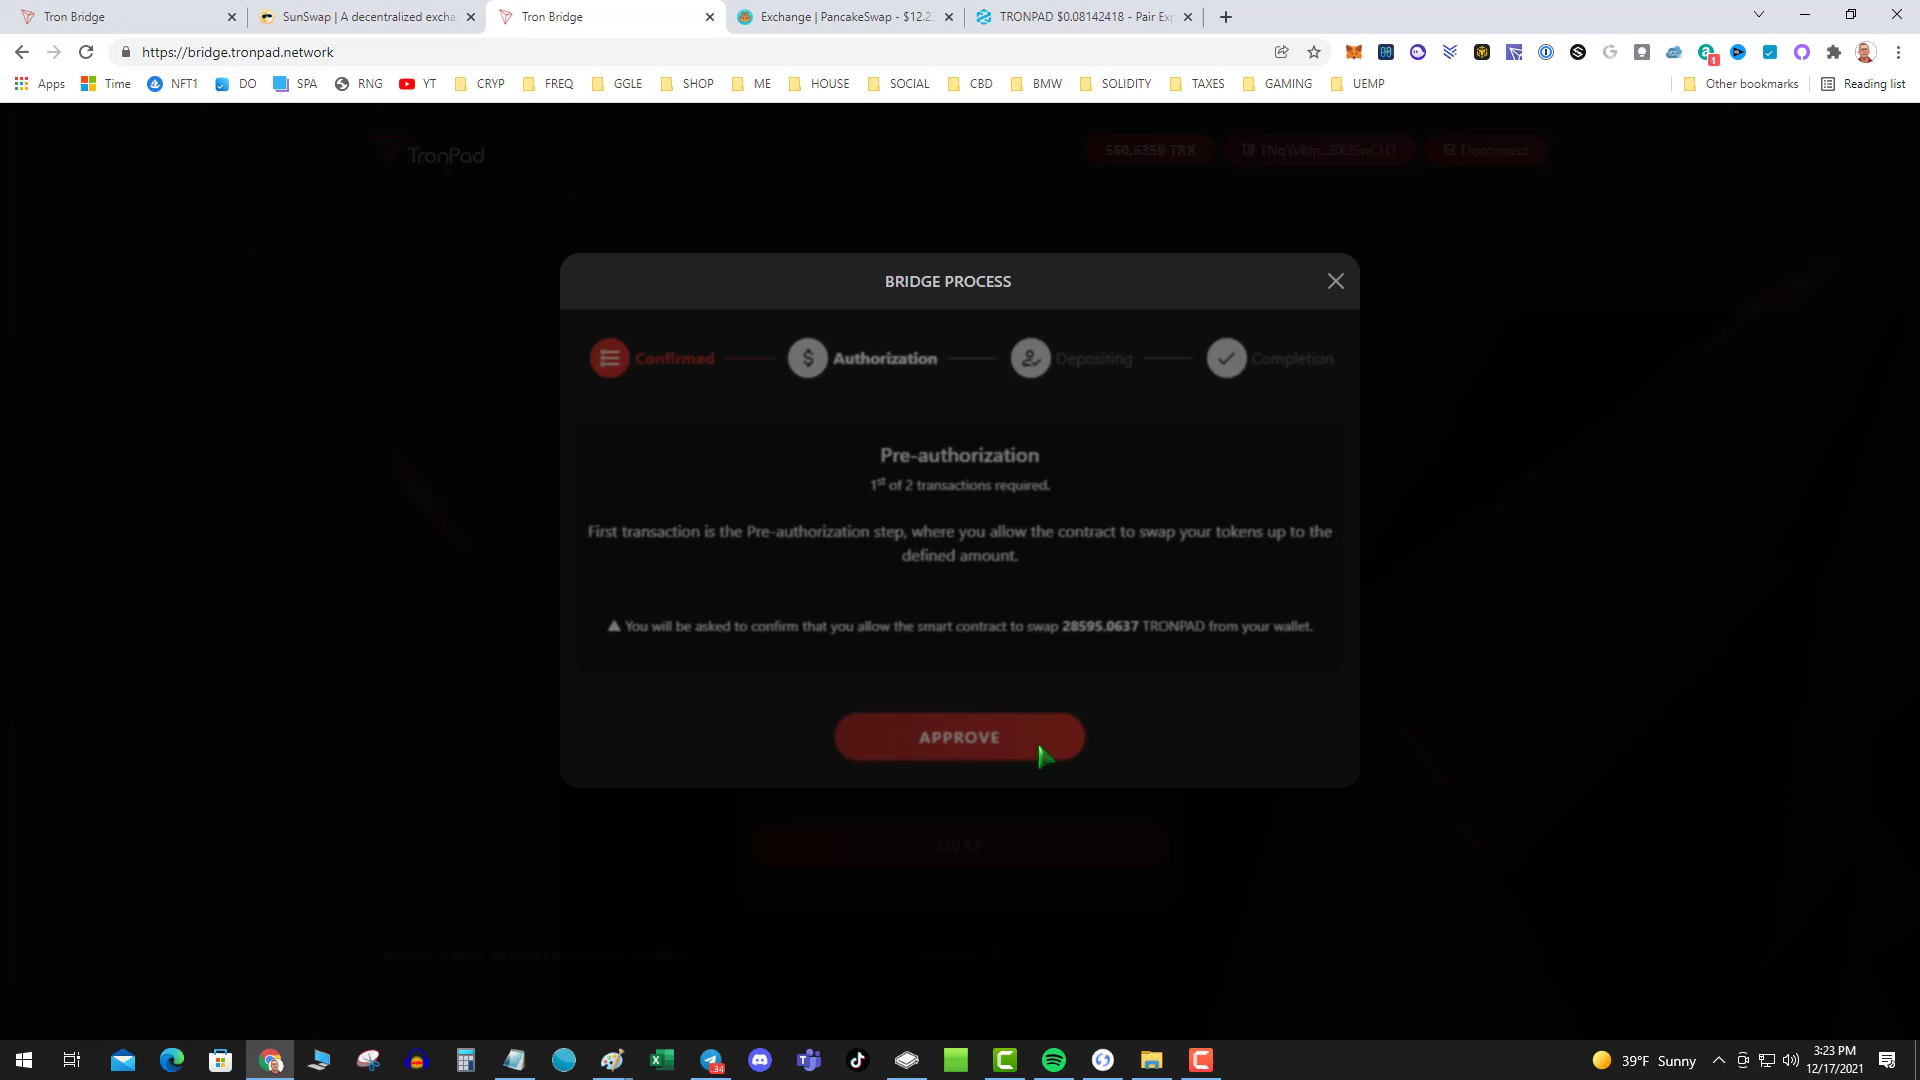 Tron Bridge
SunSwap | A decentralized excha
Tron Bridge
Exchange | PancakeSwap - $12.2
TRONPAD $0.08142418 - Pair Exp
https://bridge.tronpad.network
1
Apps
Time
NFT1
DO
SPA
RNG
YT
CRYP
FREQ
GGLE
SHOP
ME
HOUSE
SOCIAL
CBD
BMW
SOLIDITY
TAXES
GAMING
UEMP
Other bookmarks
Reading list
TronPad
560.6359 TRX
Disconnect
BRIDGE PROCESS
Confirmed
Authorization
Depositing
Completion
Pre-authorization
1st of 2 transactions required.
First transaction is the Pre-authorization step, where you allow the contract to swap your tokens up to the
defined amount.
You will be asked to confirm that you allow the smart contract to swap 28595.0637 TRONPAD from your wallet.
APPROVE
SWAP
34
39°F Sunny
3:23 PM
12/17/2021